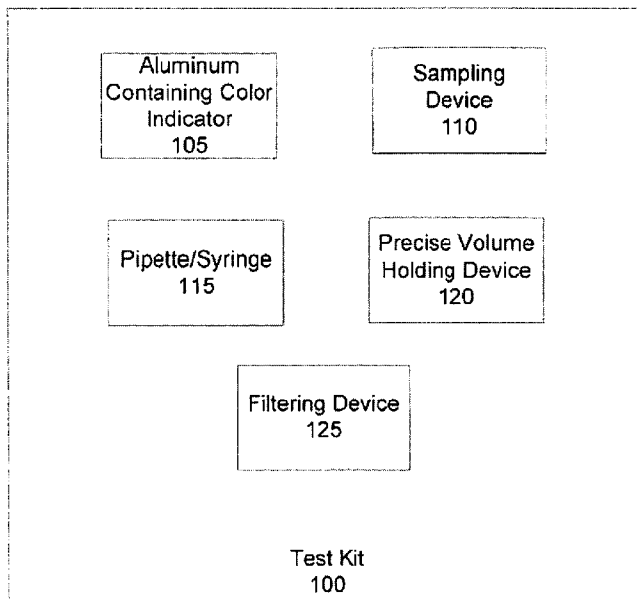 Aluminum
Containing Color
Indicator
105
Sampling
Device
110
Pipette/Syringe
115
Precise Volume
Holding Device
120
Filtering Device
125
Test Kit
100